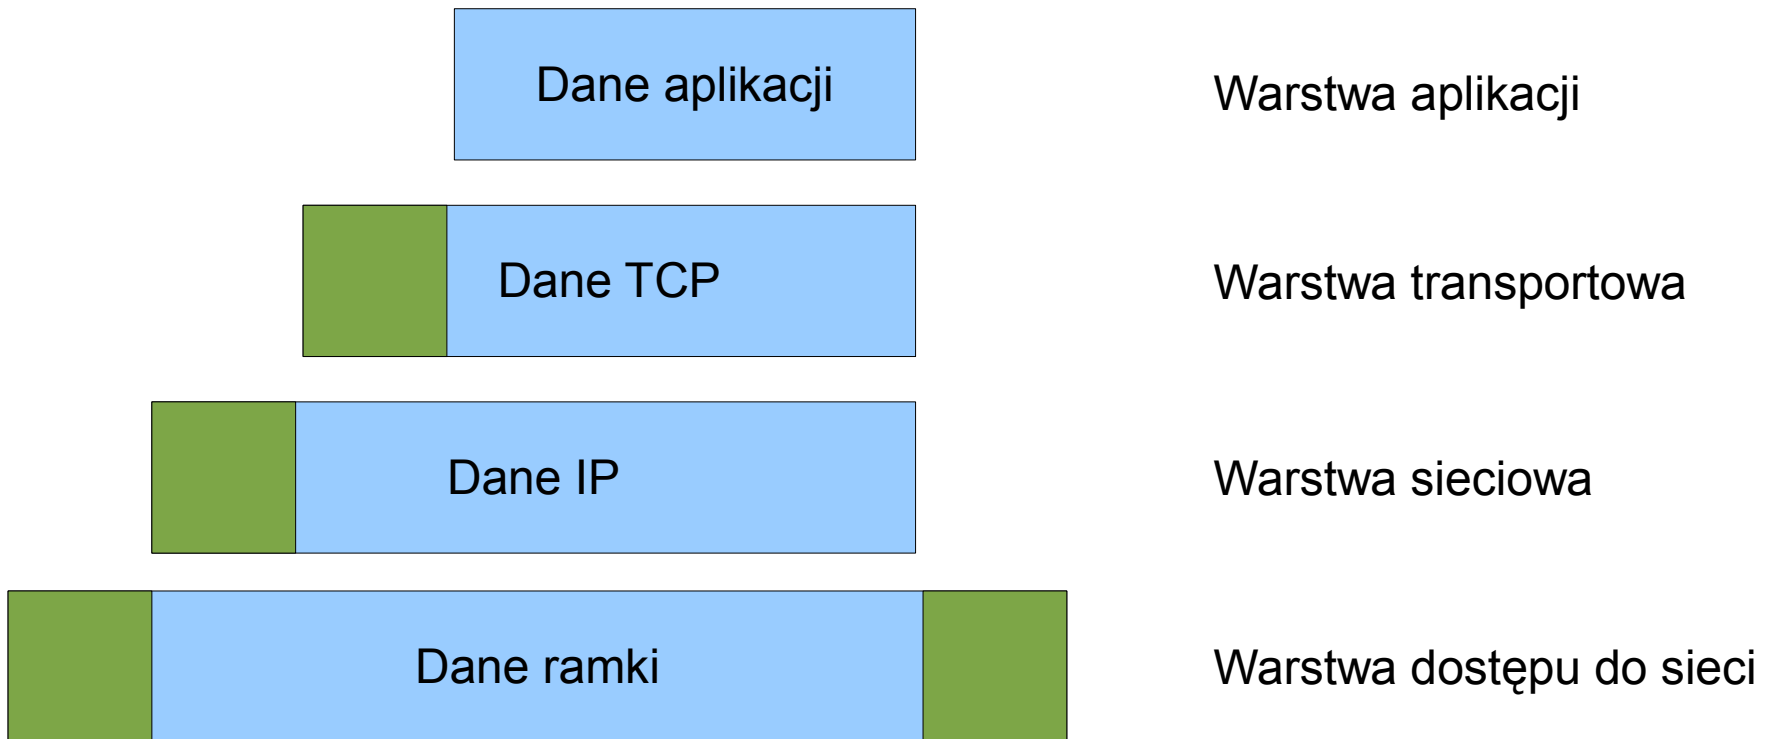 Dane aplikacji
Warstwa aplikacji
Dane TCP
Warstwa transportowa
Dane IP
Warstwa sieciowa
Dane ramki
Warstwa dostępu do sieci